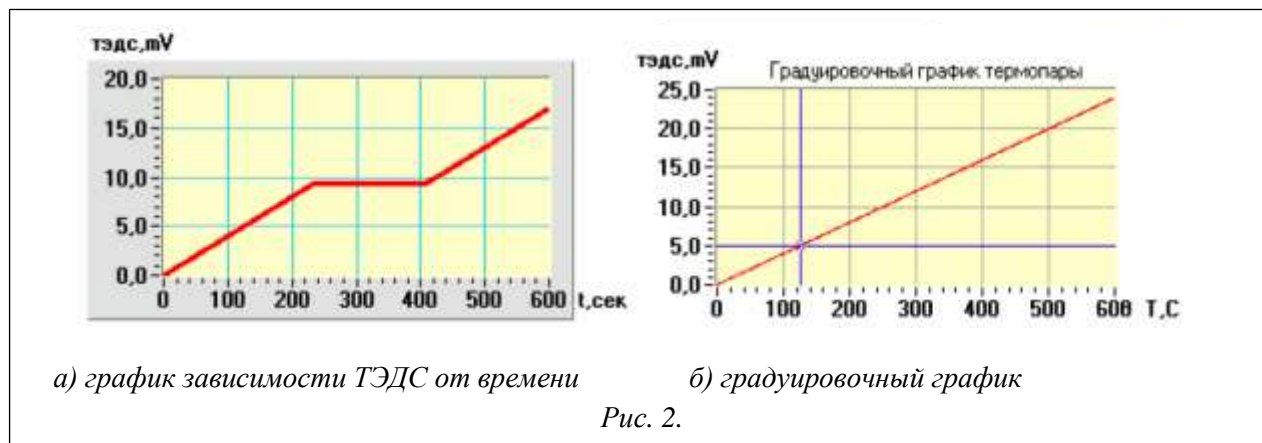 тэдс,mV
20,0
15,0
10,0
5,0
0,0
0 100 200 300 400 500 600 t,сек
тэдс,mV
Градуировочный график термопары
25,0
20,0
15,0
10,0
5,0
0,0
0 100 200 300 400 500 600 T,C
а) график зависимости ТЭДС от времени
б) градуировочный график
Рис. 2.